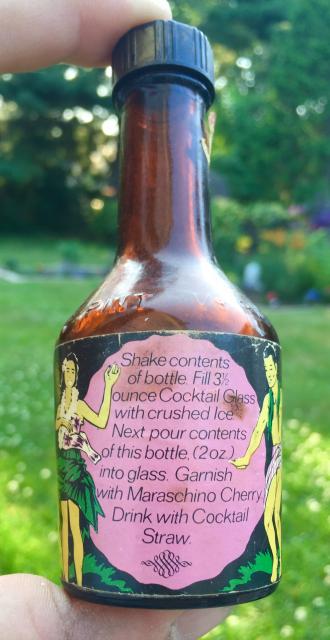 Shake contents
of bottle. Fill 3½
ounce Cocktail Glass
with crushed Ice
Next pour contents
of this bottle, (2 oz.)
into glass. Garnish
with Maraschino Cherry.
Drink with Cocktail
Straw.